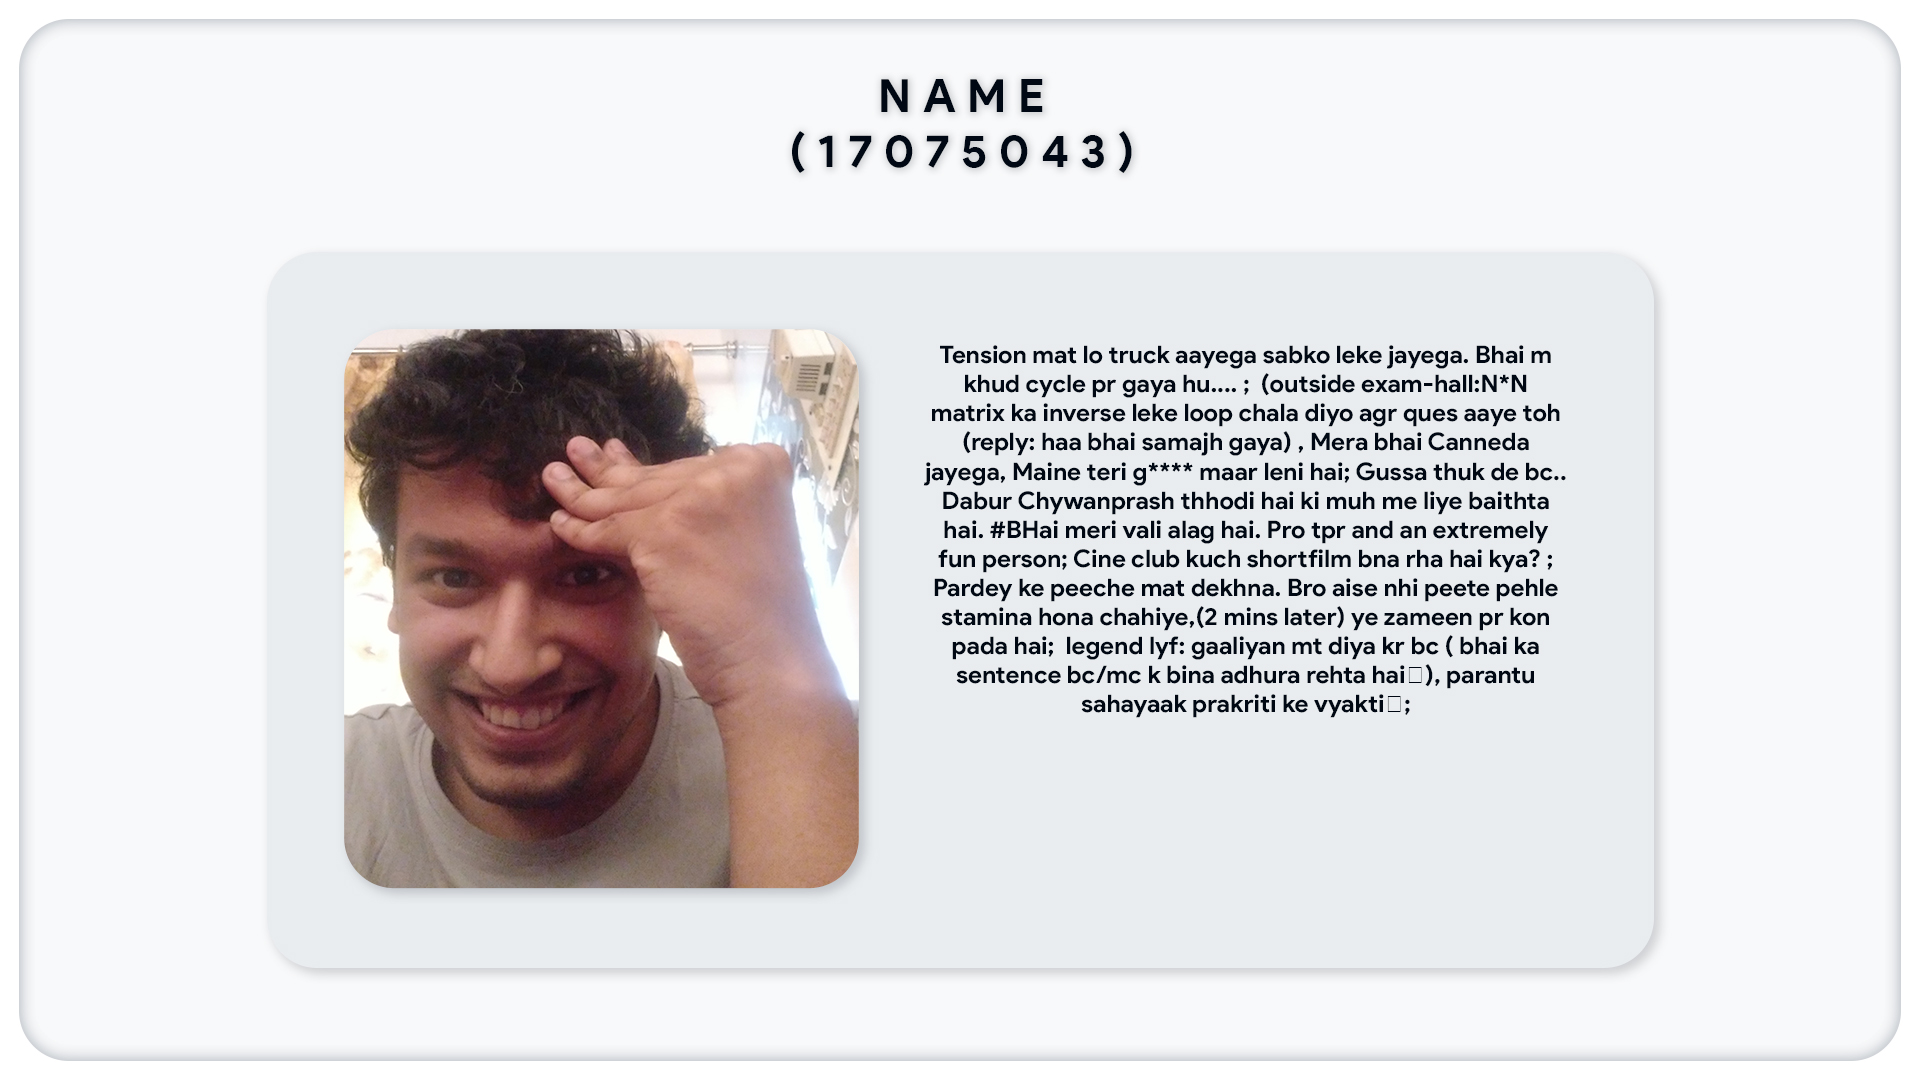 NAME
(17075043)
Tension mat lo truck aayega sabko leke jayega. Bhai m
khud cycle pr gaya hu.... ;  (outside exam-hall:N*N
matrix ka inverse leke loop chala diyo agr ques aaye toh
(reply: haa bhai samajh gaya) , Mera bhai Canneda
jayega, Maine teri g**** maar leni hai; Gussa thuk de bc..
Dabur Chywanprash thhodi hai ki muh me liye baithta
hai. #BHai meri vali alag hai. Pro tpr and an extremely
fun person; Cine club kuch shortfilm bna rha hai kya? ;
Pardey ke peeche mat dekhna. Bro aise nhi peete pehle
stamina hona chahiye,(2 mins later) ye zameen pr kon
pada hai;  legend lyf: gaaliyan mt diya kr bc ( bhai ka
sentence bc/mc k bina adhura rehta hai□), parantu
sahayaak prakriti ke vyakti□;